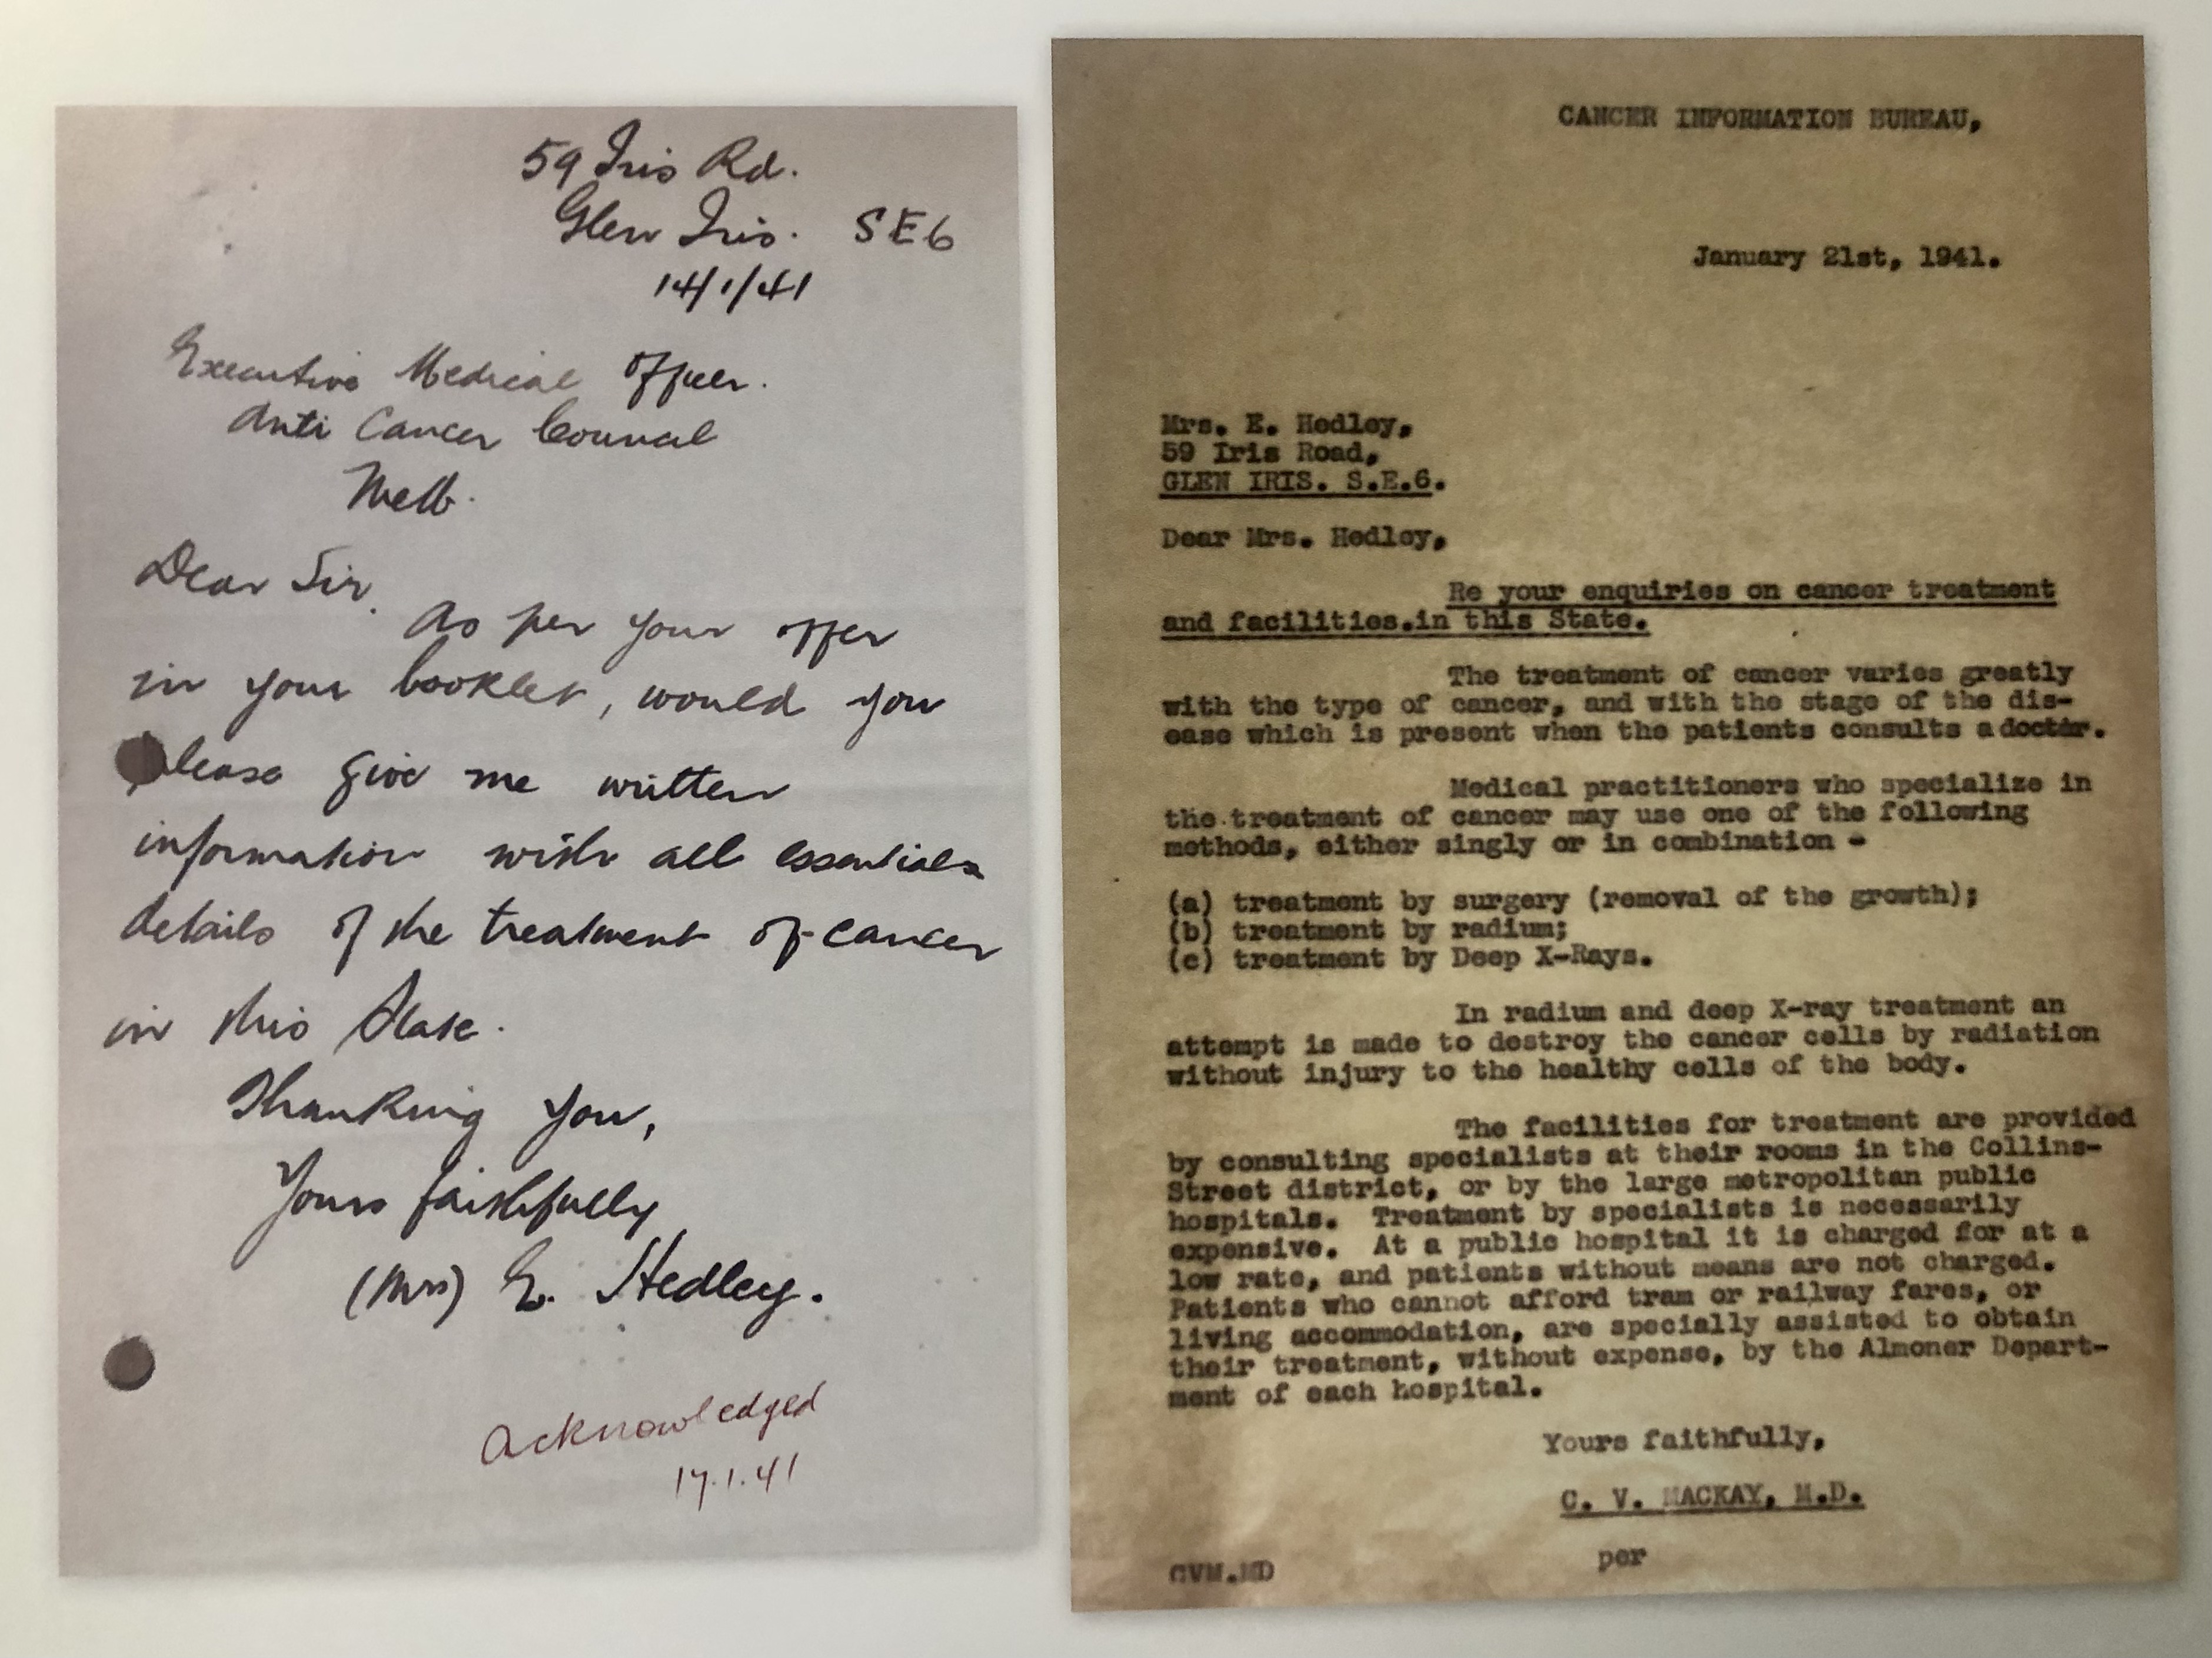 59 Iris Rd.
Glen Iris. SE6
14/1/41
Executive Medical Officer.
Anti Cancer Council
Melb.
Dear Sir,
As per your offer
in your booklet, would you
please give me written
information with all essential
details of the treatment of cancer
in this State.
Thanking you,
Yours faithfully
(Mrs) E. Hedley.
Acknowledged
17.1.41
CANCER INFORMATION BUREAU,
January 21st, 1941.
Mrs. E. Hedley,
59 Iris Road,
GLEN IRIS. S.E.6.
Dear Mrs. Hedley,
Re your enquiries on cancer treatment
and facilities.in this State.
The treatment of cancer varies greatly
with the type of cancer, and with the stage of the dis-
ease which is present when the patients consults a doctor.
Medical practitioners who specialize in
the treatment of cancer may use one of the following
methods, either singly or in combination -
(a) treatment by surgery (removal of the growth);
(b) treatment by radium;
(c) treatment by Deep X-Rays.
In radium and deep X-ray treatment an
attempt is made to destroy the cancer cells by radiation
without injury to the healthy cells of the body.
The facilities for treatment are provided
by consulting specialists at their rooms in the Collins-
Street district, or by the large metropolitan public
hospitals. Treatment by specialists is necessarily
expensive. At a public hospital it is charged for at a
low rate, and patients without means are not charged.
Patients who cannot afford tram or railway fares, or
living accommodation, are specially assisted to obtain
their treatment, without expense, by the Almoner Depart-
ment of each hospital.
Yours faithfully,
C. V. MACKAY, M.D.
per
CVM.MD